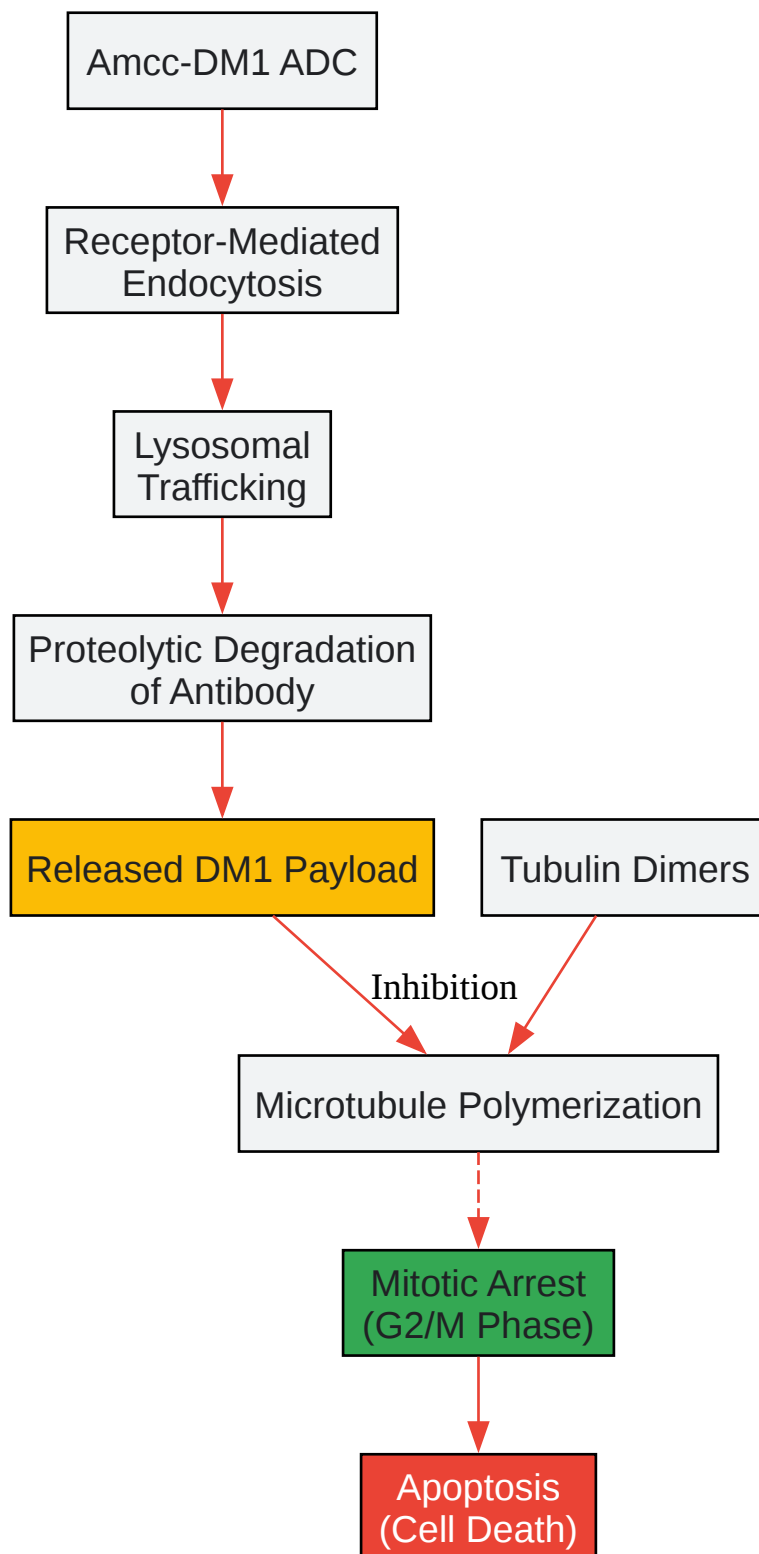 Amcc-DM1 ADC
Receptor-Mediated
Endocytosis
Lysosomal
Trafficking
Proteolytic Degradation
of Antibody
Released DM1 Payload
Tubulin Dimers
Inhibition
Microtubule Polymerization
Mitotic Arrest
(G2/M Phase)
Apoptosis
(Cell Death)